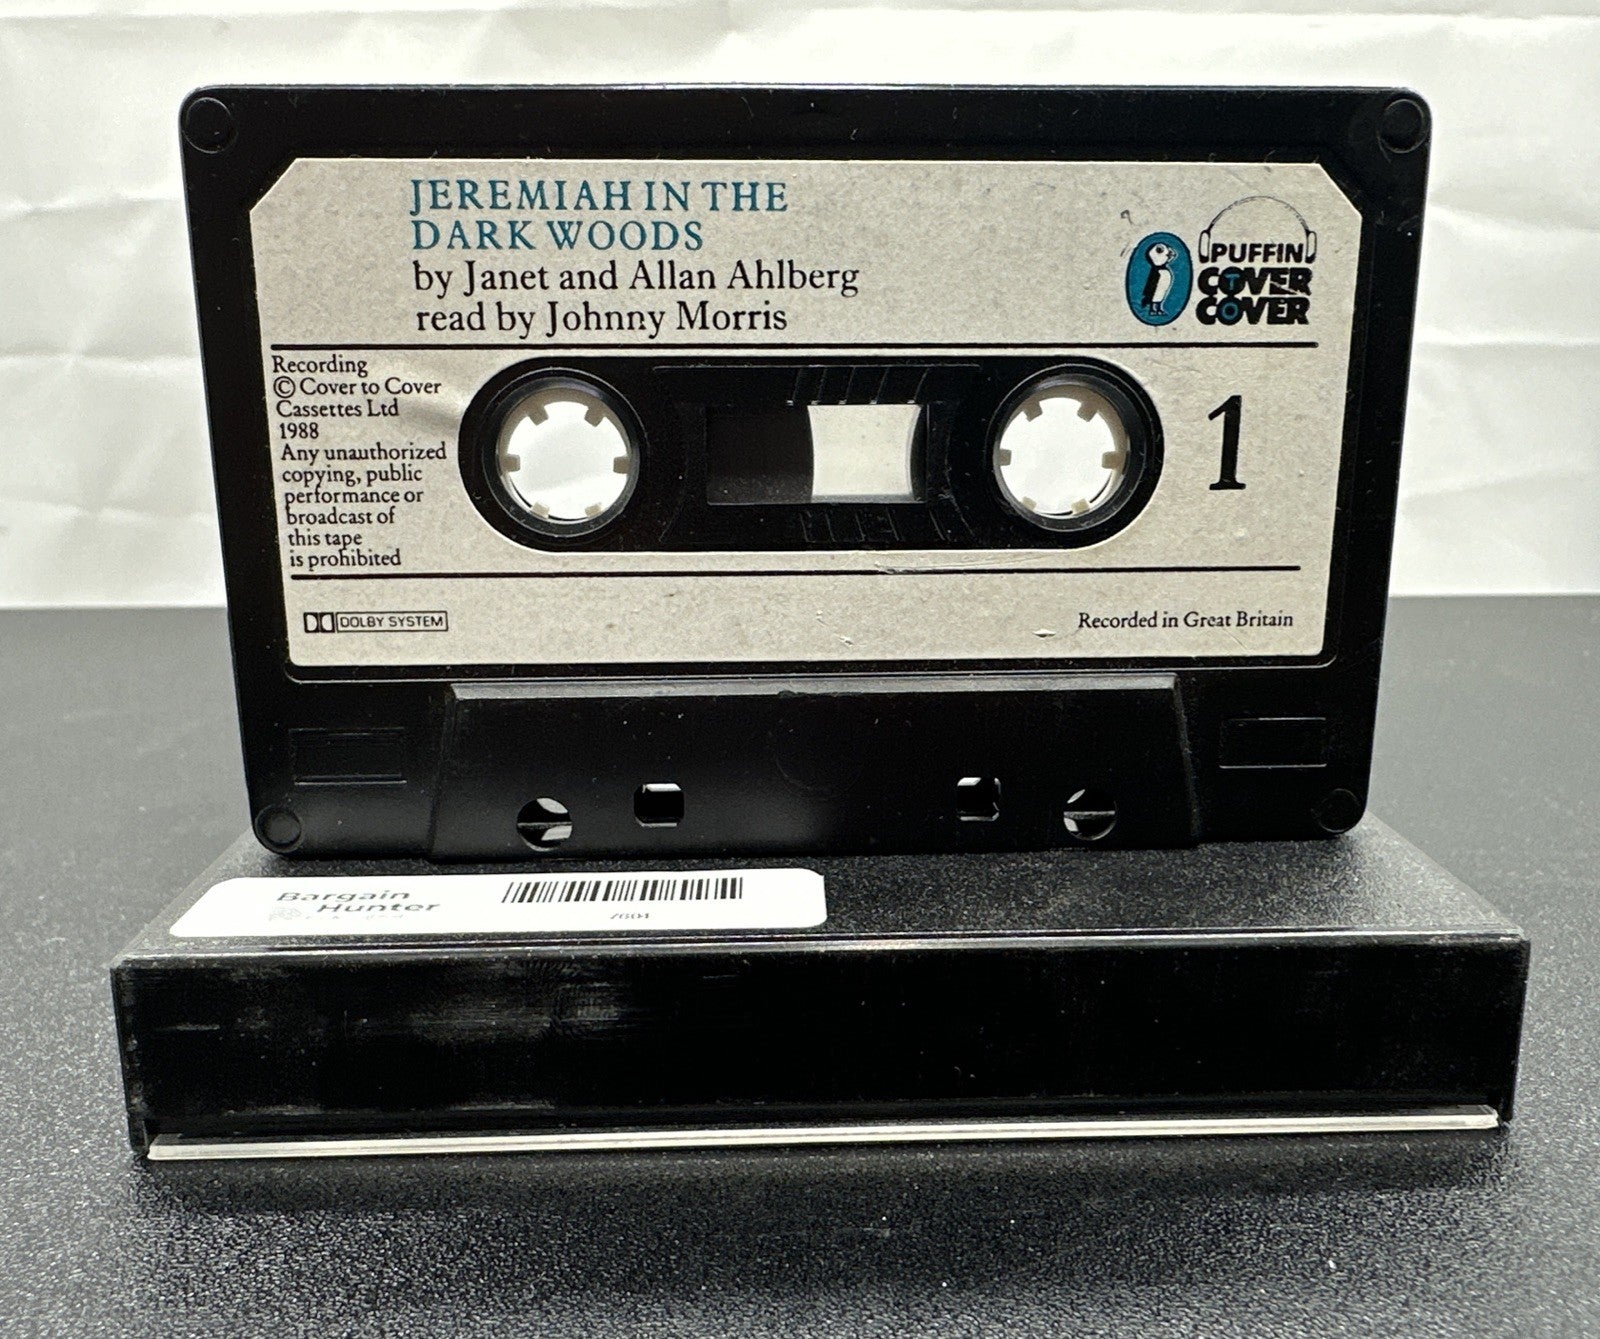 JEREMIAH IN THE
DARK WOODS
by Janet and Allan Ahlberg
read by Johnny Morris
PUFFIN
COVER
TO
COVER
Recording
© Cover to Cover
Cassettes Ltd
1988
Any unauthorized
copying, public
performance or
broadcast of
this tape
is prohibited
1
DOLBY SYSTEM
Recorded in Great Britain
Bargain
Hunter
7604